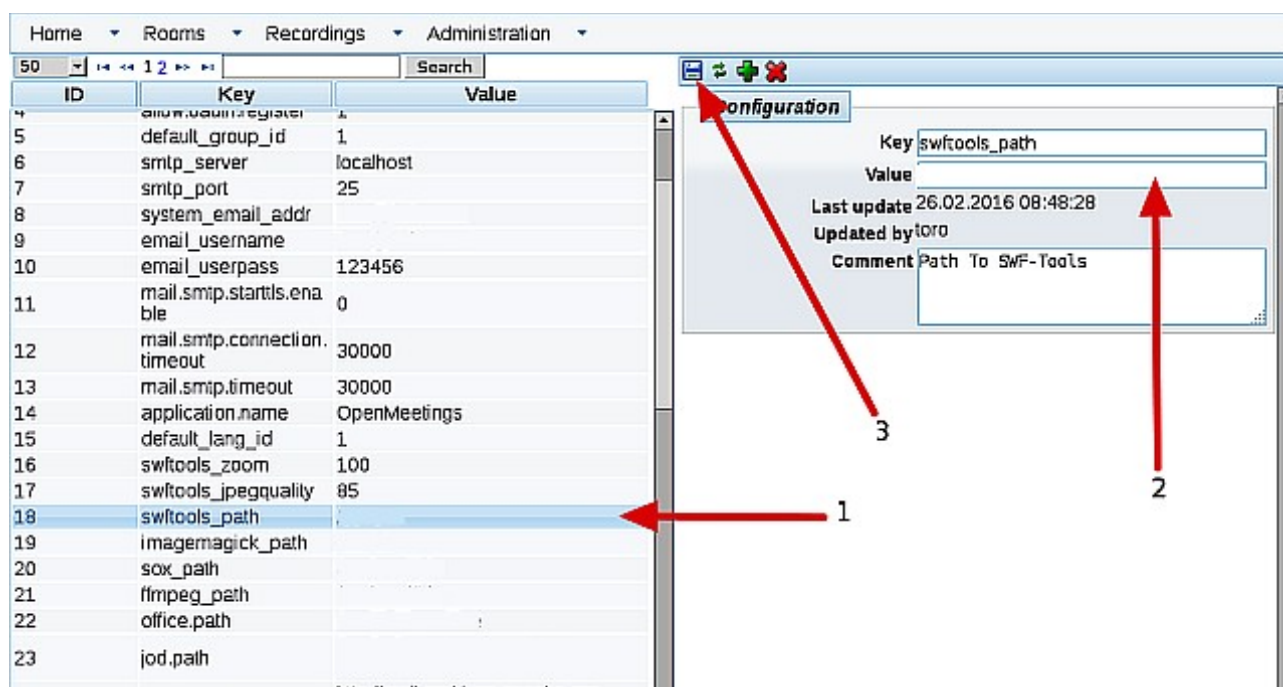 Home Rooms Recordings Administration
50 1 2 Search
ID Key Value
5 default_group_id 1
6 smtp_server localhost
7 smtp_port 25
8 system_email_addr
9 email_username
10 email_userpass 123456
11 mail.smtp.starttls.ena
ble 0
12 mail.smtp.connection.
timeout 30000
13 mail.smtp.timeout 30000
14 application.name OpenMeetings
15 default_lang_id 1
16 swftools_zoom 100
17 swftools_jpegquality 85
18 swftools_path
19 imagemagick_path
20 sox_path
21 ffmpeg_path
22 office.path
23 jod.path
Configuration
Key swftools_path
Value
Last update 26.02.2016 08:48:28
Updated by toro
Comment Path To SWF-Tools
3
2
1